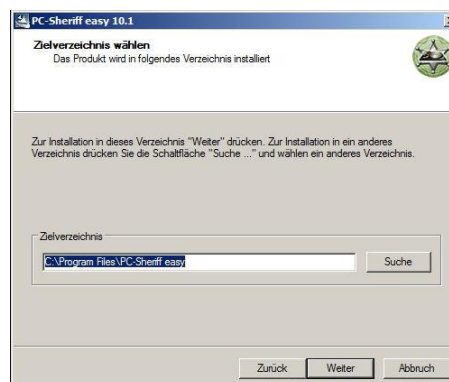 PC-Sheriff easy 10.1
Zielverzeichnis wählen
Das Produkt wird in folgendes Verzeichnis installiert
Zur Installation in dieses Verzeichnis "Weiter" drücken. Zur Installation in ein anderes
Verzeichnis drücken Sie die Schaltfläche "Suche ..." und wählen ein anderes Verzeichnis.
Zielverzeichnis
C:\Program Files\PC-Sheriff easy
Suche
Zurück
Weiter
Abbruch